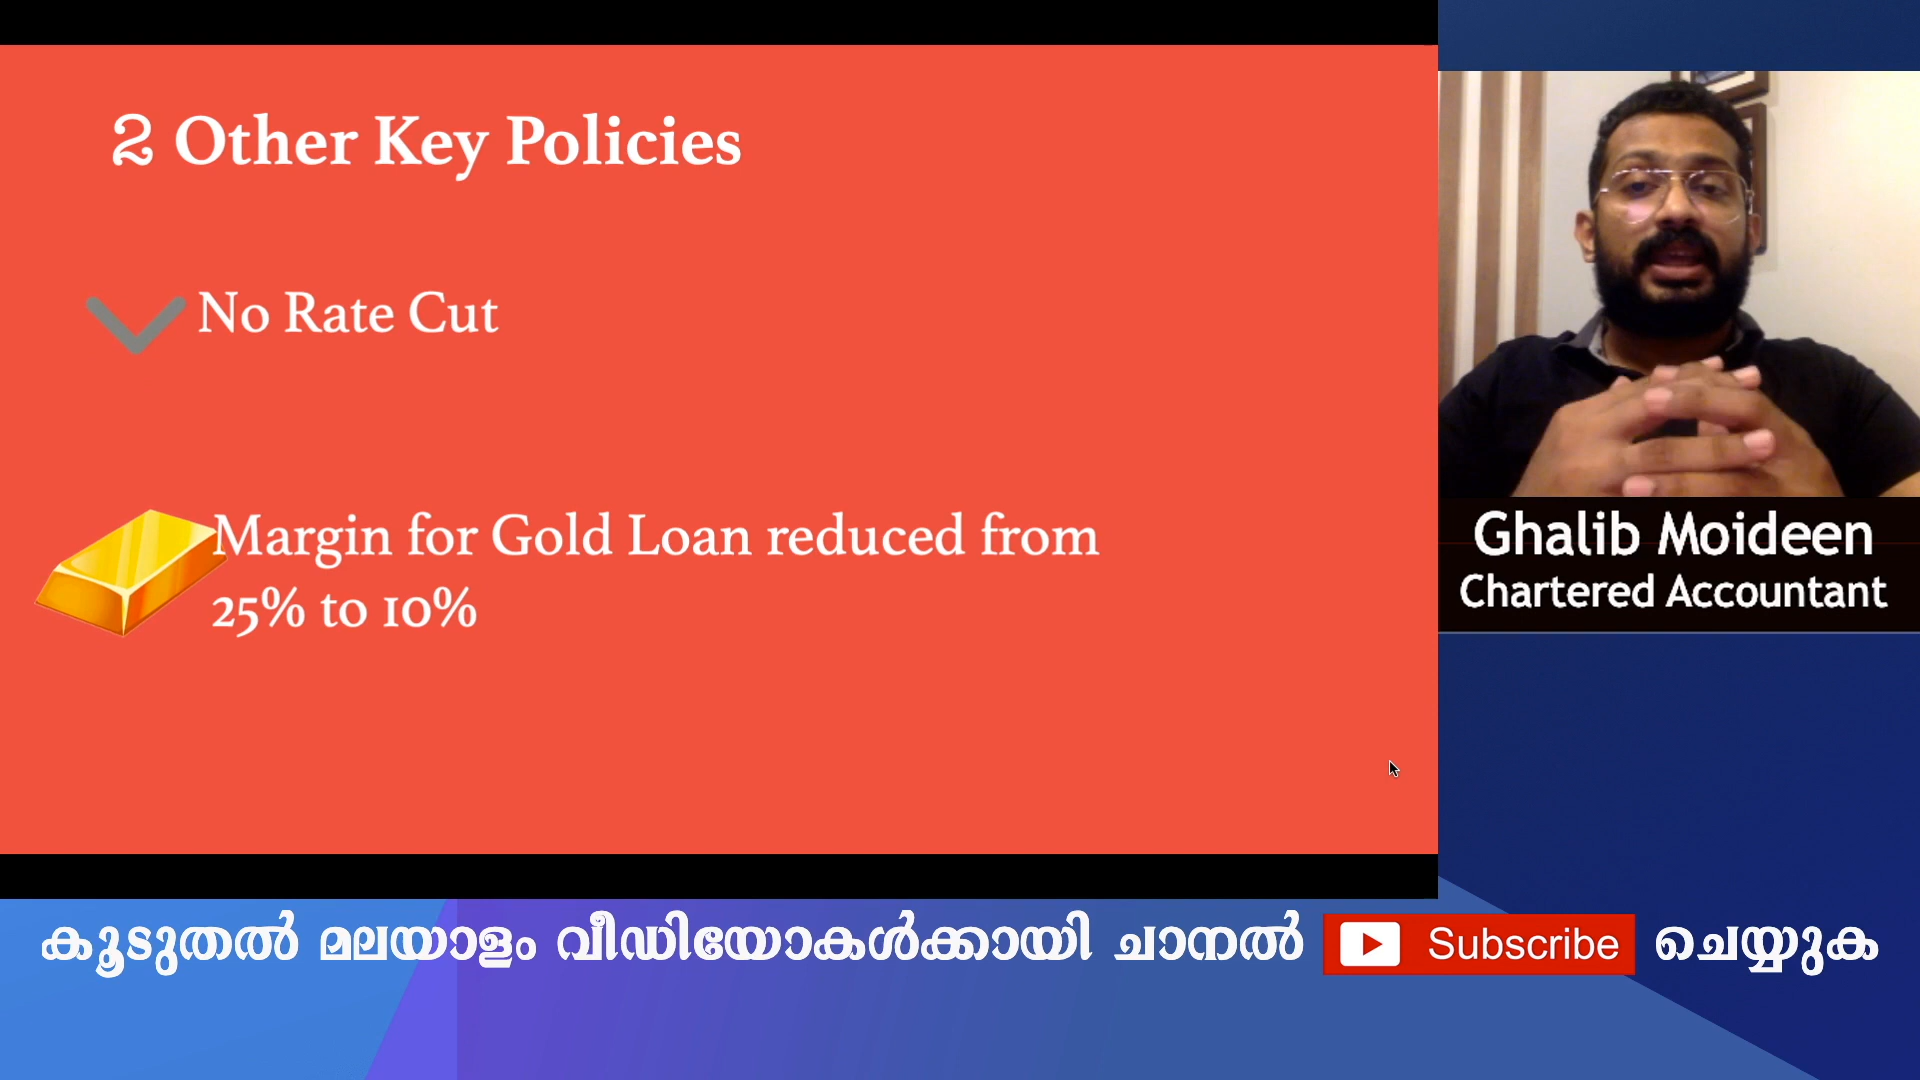 2 Other Key Policies
No Rate Cut
Margin for Gold Loan reduced from
25% to 10%
Ghalib Moideen
Chartered Accountant
കൂടുതൽ മലയാളം വീഡിയോകൾക്കായി ചാനൽ Subscribe ചെയ്യുക